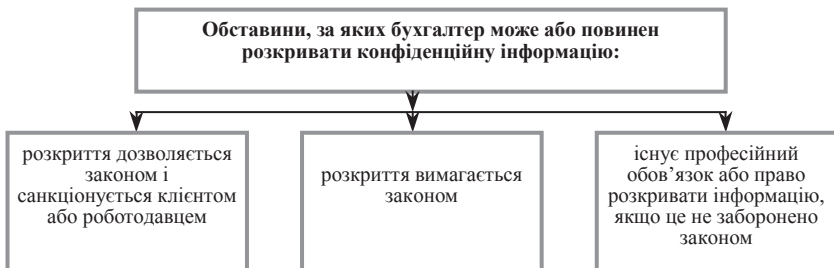 Обставини, за яких бухгалтер може або повинен
розкривати конфіденційну інформацію:
розкриття дозволяється
законом і
санкціонується клієнтом
або роботодавцем
розкриття вимагається
законом
існує професійний
обов’язок або право
розкривати інформацію,
якщо це не заборонено
законом